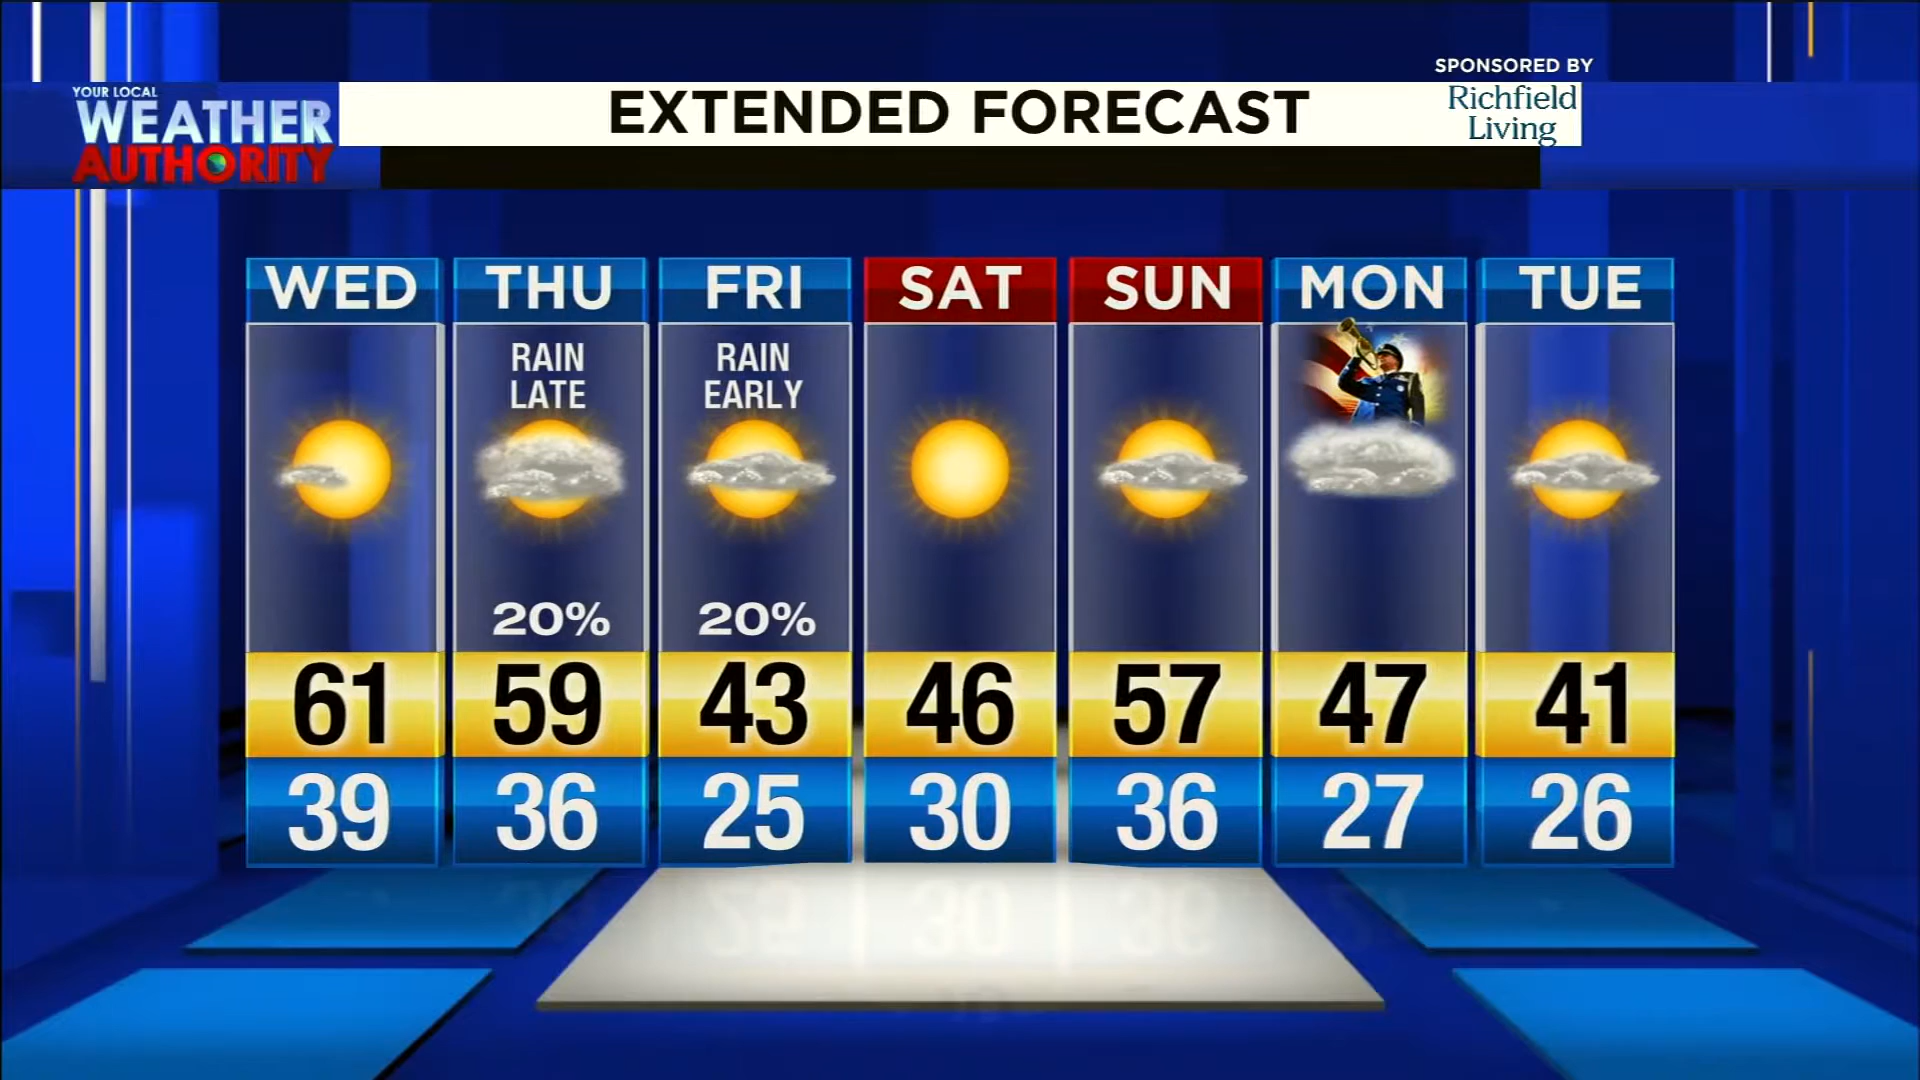 SPONSORED BY
YOUR LOCAL
WEATHER
AUTHORITY
EXTENDED FORECAST
Richfield
Living
WED THU FRI SAT SUN MON TUE
RAIN
LATE
RAIN
EARLY
20% 20%
61 59 43 46 57 47 41
39 36 25 30 36 27 26